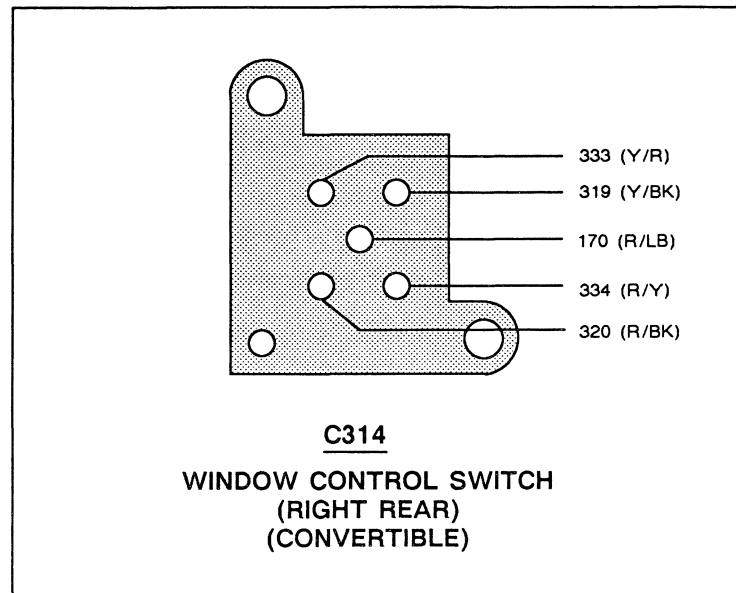 333 (Y/R)
319 (Y/BK)
170 (R/LB)
334 (R/Y)
320 (R/BK)
C314
WINDOW CONTROL SWITCH
(RIGHT REAR)
(CONVERTIBLE)